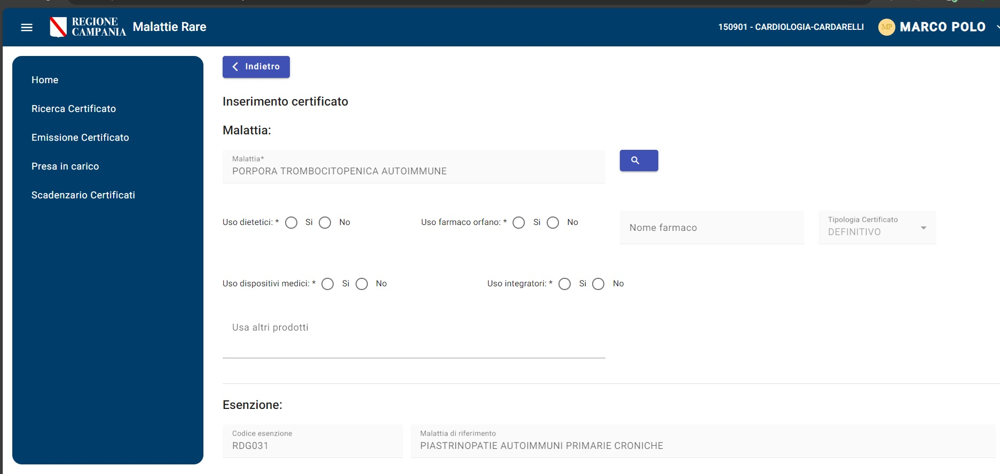 REGIONE
CAMPANIA
Malattie Rare
150901 - CARDIOLOGIA-CARDARELLI
MP
MARCO POLO
Home
Ricerca Certificato
Emissione Certificato
Presa in carico
Scadenzario Certificati
Indietro
Inserimento certificato
Malattia:
Malattia*
PORPORA TROMBOCITOPENICA AUTOIMMUNE
Uso dietetici: * Si No
Uso farmaco orfano: * Si No
Nome farmaco
Tipologia Certificato
DEFINITIVO
Uso dispositivi medici: * Si No
Uso integratori: * Si No
Usa altri prodotti
Esenzione:
Codice esenzione
RDG031
Malattia di riferimento
PIASTRINOPATIE AUTOIMMUNI PRIMARIE CRONICHE